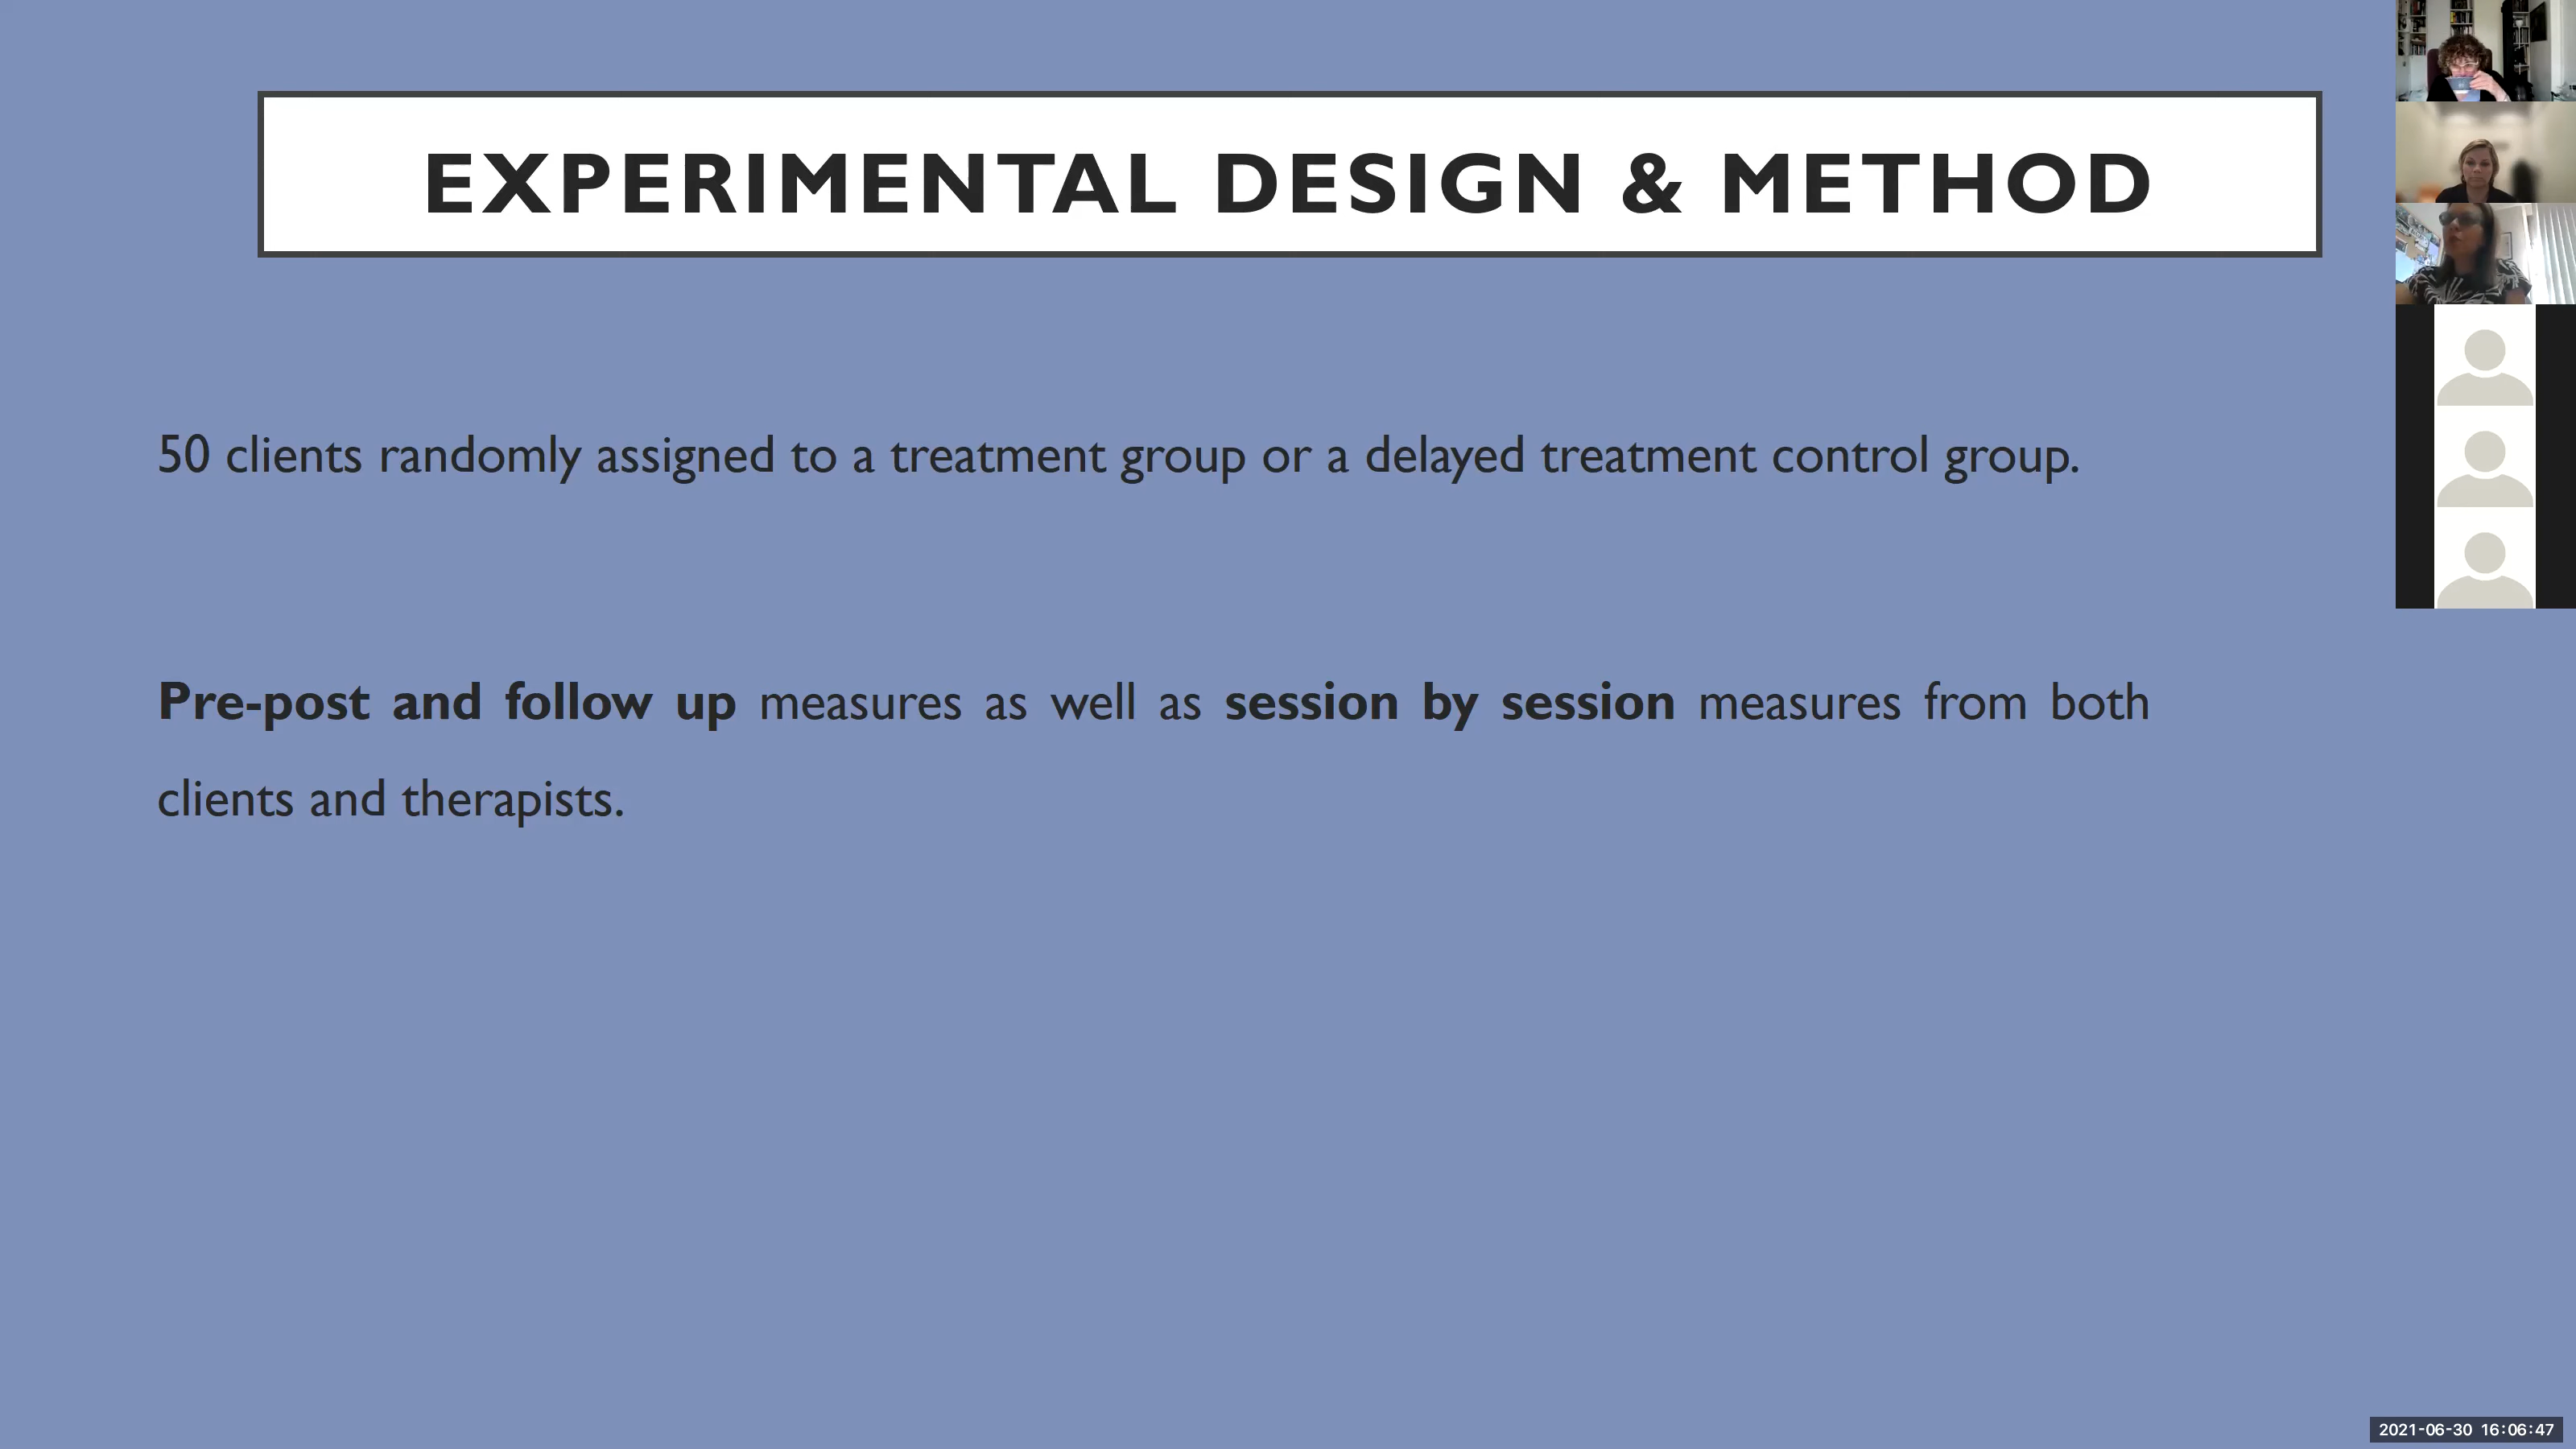 EXPERIMENTAL DESIGN & METHOD
50 clients randomly assigned to a treatment group or a delayed treatment control group.
Pre-post and follow up measures as well as session by session measures from both
clients and therapists.
2021-06-30 16:06:47